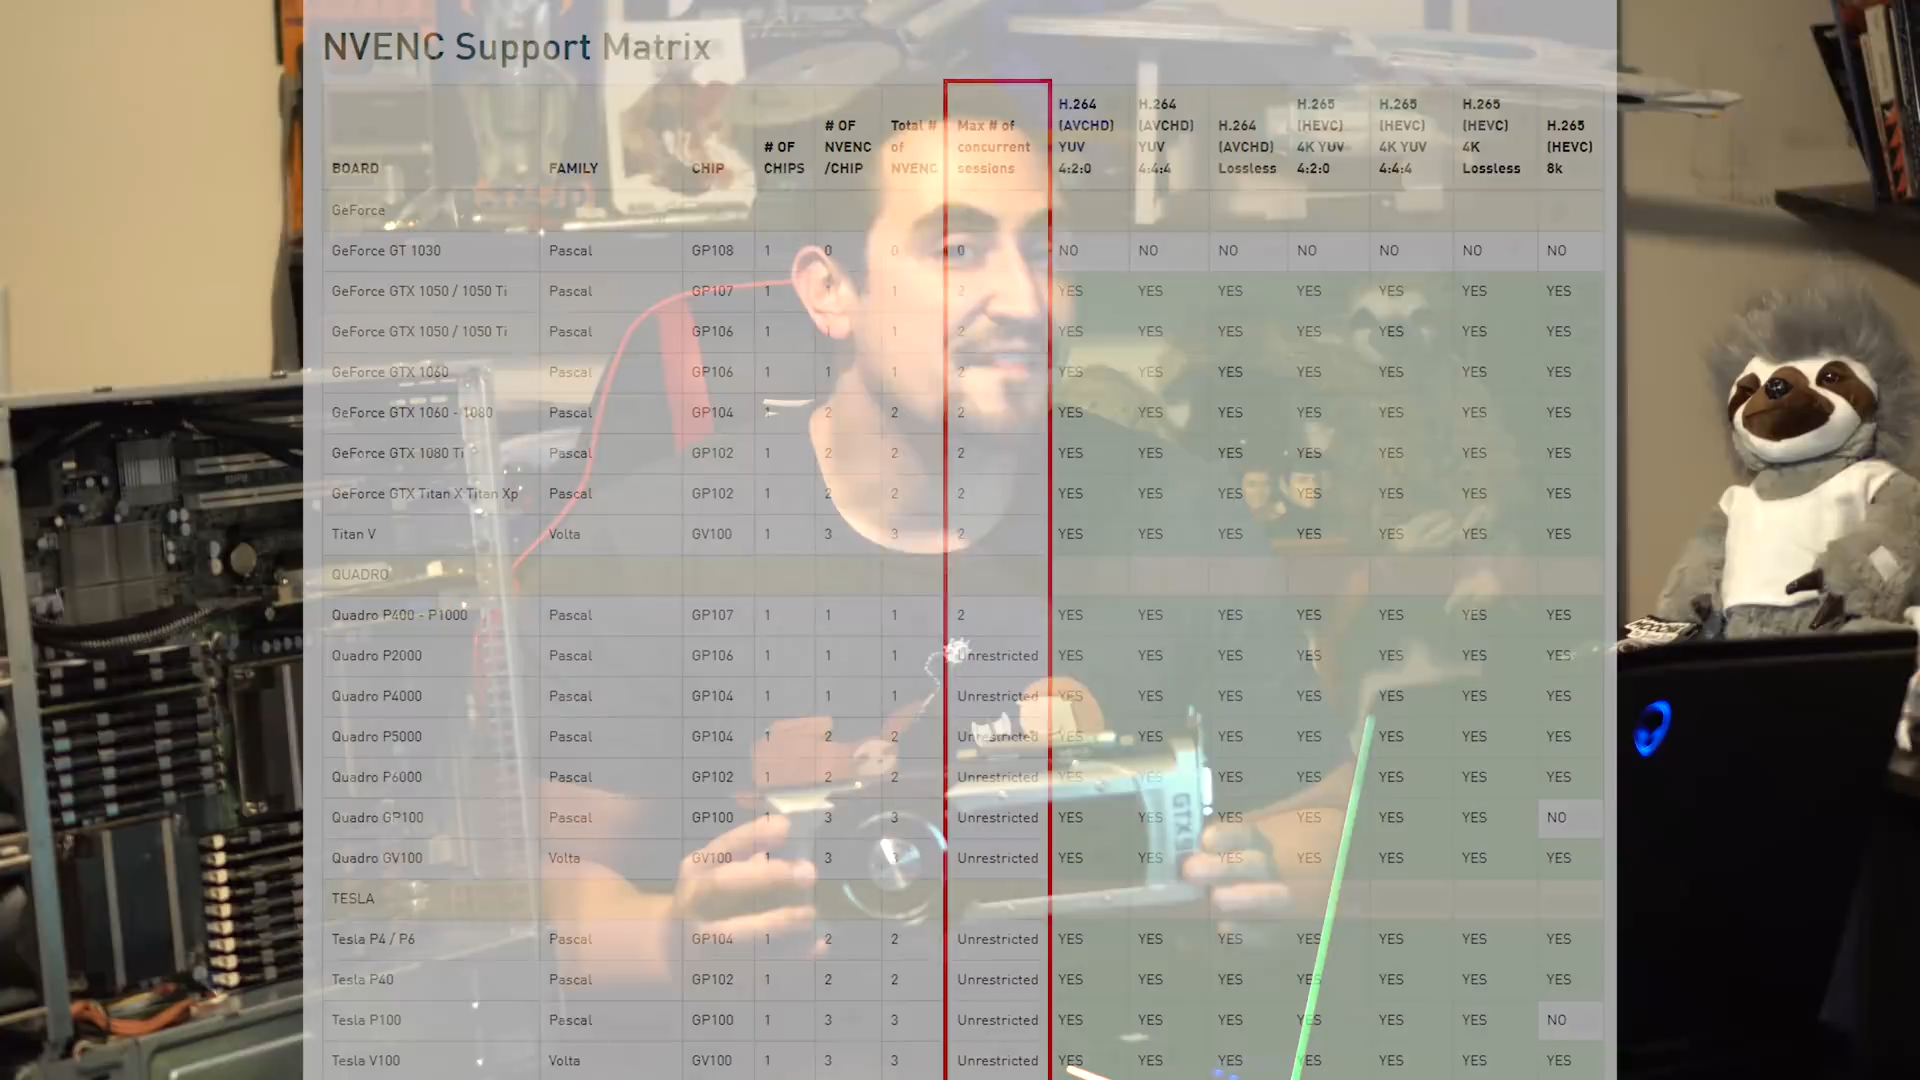 NVENC Support Matrix
BOARD FAMILY CHIP # OF CHIPS # OF NVENC /CHIP Total # of NVENC Max # of concurrent sessions H.264 (AVCHD) YUV 4:2:0 H.264 (AVCHD) YUV 4:4:4 H.264 (AVCHD) Lossless H.265 (HEVC) 4K YUV 4:2:0 H.265 (HEVC) 4K YUV 4:4:4 H.265 (HEVC) 4K Lossless H.265 (HEVC) 8k
GeForce
GeForce GT 1030 Pascal GP108 1 0 0 0 NO NO NO NO NO NO NO
GeForce GTX 1050 / 1050 Ti Pascal GP107 1 1 1 2 YES YES YES YES YES YES YES
GeForce GTX 1050 / 1050 Ti Pascal GP106 1 1 1 2 YES YES YES YES YES YES YES
GeForce GTX 1060 Pascal GP106 1 1 1 2 YES YES YES YES YES YES YES
GeForce GTX 1060 - 1080 Pascal GP104 1 2 2 2 YES YES YES YES YES YES YES
GeForce GTX 1080 Ti Pascal GP102 1 2 2 2 YES YES YES YES YES YES YES
GeForce GTX Titan X Titan Xp Pascal GP102 1 2 2 2 YES YES YES YES YES YES YES
Titan V Volta GV100 1 3 3 2 YES YES YES YES YES YES YES
QUADRO
Quadro P400 - P1000 Pascal GP107 1 1 1 2 YES YES YES YES YES YES YES
Quadro P2000 Pascal GP106 1 1 1 Unrestricted YES YES YES YES YES YES YES
Quadro P4000 Pascal GP104 1 1 1 Unrestricted YES YES YES YES YES YES YES
Quadro P5000 Pascal GP104 1 2 2 Unrestricted YES YES YES YES YES YES YES
Quadro P6000 Pascal GP102 1 2 2 Unrestricted YES YES YES YES YES YES YES
Quadro GP100 Pascal GP100 1 3 3 Unrestricted YES YES YES YES YES YES NO
Quadro GV100 Volta GV100 1 3 3 Unrestricted YES YES YES YES YES YES YES
TESLA
Tesla P4 / P6 Pascal GP104 1 2 2 Unrestricted YES YES YES YES YES YES YES
Tesla P40 Pascal GP102 1 2 2 Unrestricted YES YES YES YES YES YES YES
Tesla P100 Pascal GP100 1 3 3 Unrestricted YES YES YES YES YES YES NO
Tesla V100 Volta GV100 1 3 3 Unrestricted YES YES YES YES YES YES YES
GTX